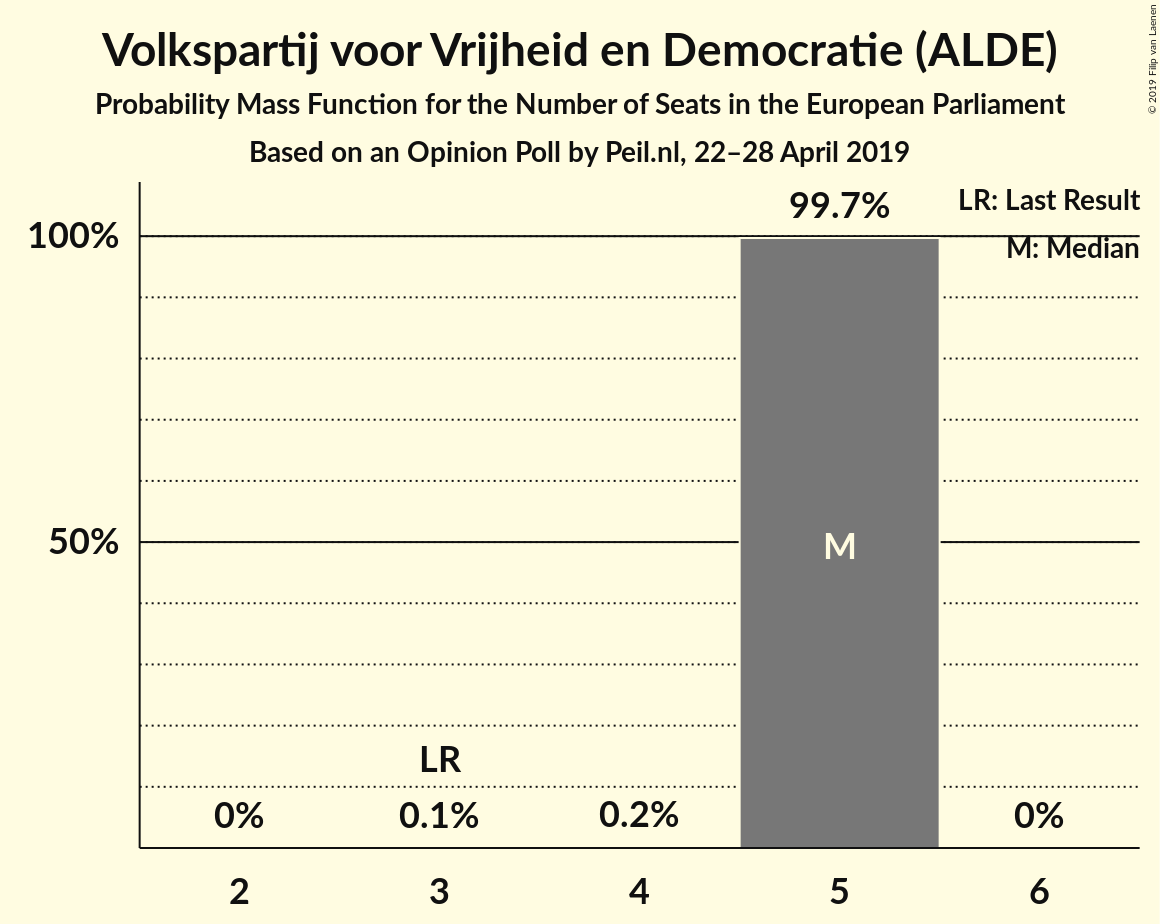 Volkspartij voor Vrijheid en Democratie (ALDE)
Probability Mass Function for the Number of Seats in the European Parliament
Based on an Opinion Poll by Peil.nl, 22–28 April 2019
© 2019 Filip van Laenen
LR: Last Result
M: Median
99.7%
100%
50%
M
LR
0%
0.1%
0.2%
0%
2
3
4
5
6